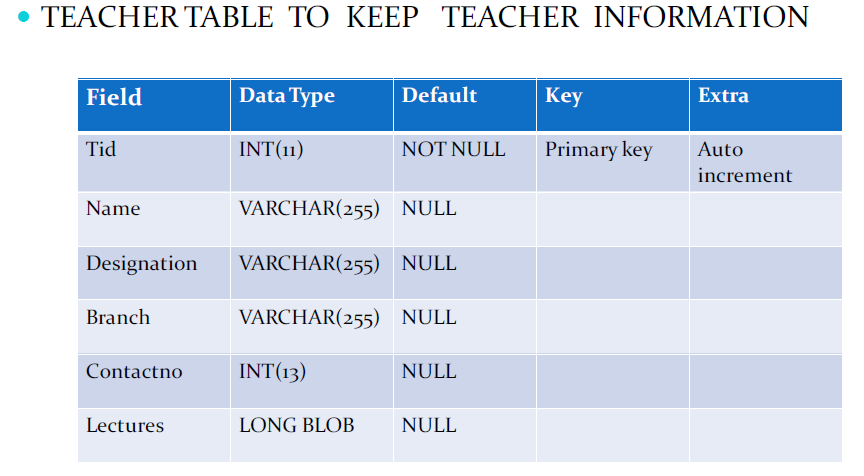 TEACHER TABLE TO KEEP TEACHER INFORMATION
Field Data Type Default Key Extra
Tid INT(11) NOT NULL Primary key Auto
increment
Name VARCHAR(255) NULL
Designation VARCHAR(255) NULL
Branch VARCHAR(255) NULL
Contactno INT(13) NULL
Lectures LONG BLOB NULL